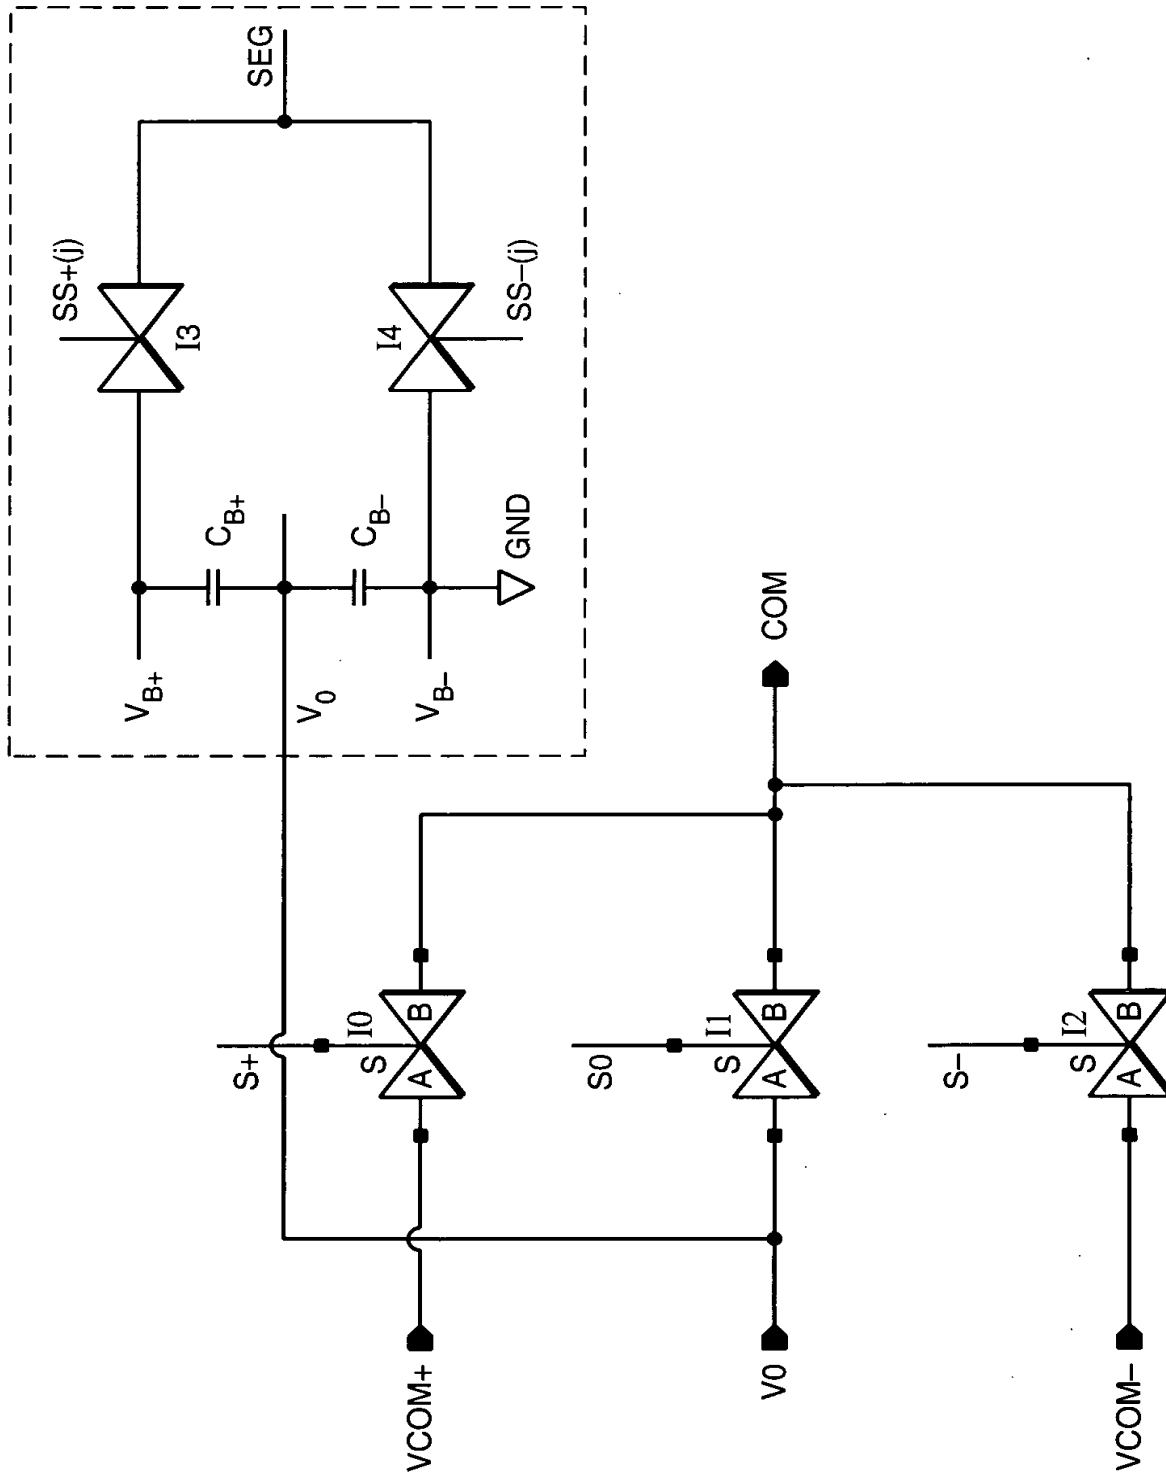 SEG
SS+(j)
I3
I4
SS−(j)
C_B+
C_B−
GND
V_B+
V_0
V_B−
COM
S+
S
I0
A
B
S0
S
I1
A
B
S−
S
I2
A
B
VCOM+
V0
VCOM−